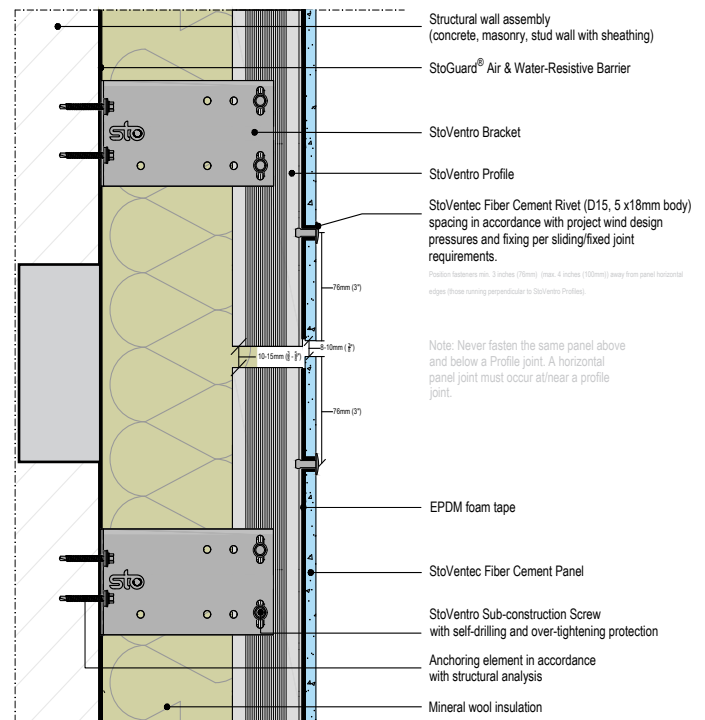 Structural wall assembly
(concrete, masonry, stud wall with sheathing)
StoGuard® Air & Water-Resistive Barrier
StoVentro Bracket
StoVentro Profile
StoVentec Fiber Cement Rivet (D15, 5 x18mm body)
spacing in accordance with project wind design
pressures and fixing per sliding/fixed joint
requirements.
Position fasteners min. 3 inches (76mm) (max. 4 inches (100mm)) away from panel horizontal
edges (those running perpendicular to StoVentro Profiles).
Note: Never fasten the same panel above
and below a Profile joint. A horizontal
panel joint must occur at/near a profile
joint.
EPDM foam tape
StoVentec Fiber Cement Panel
StoVentro Sub-construction Screw
with self-drilling and over-tightening protection
Anchoring element in accordance
with structural analysis
Mineral wool insulation
sto
76mm (3")
8-10mm
10-15mm
76mm (3")
sto